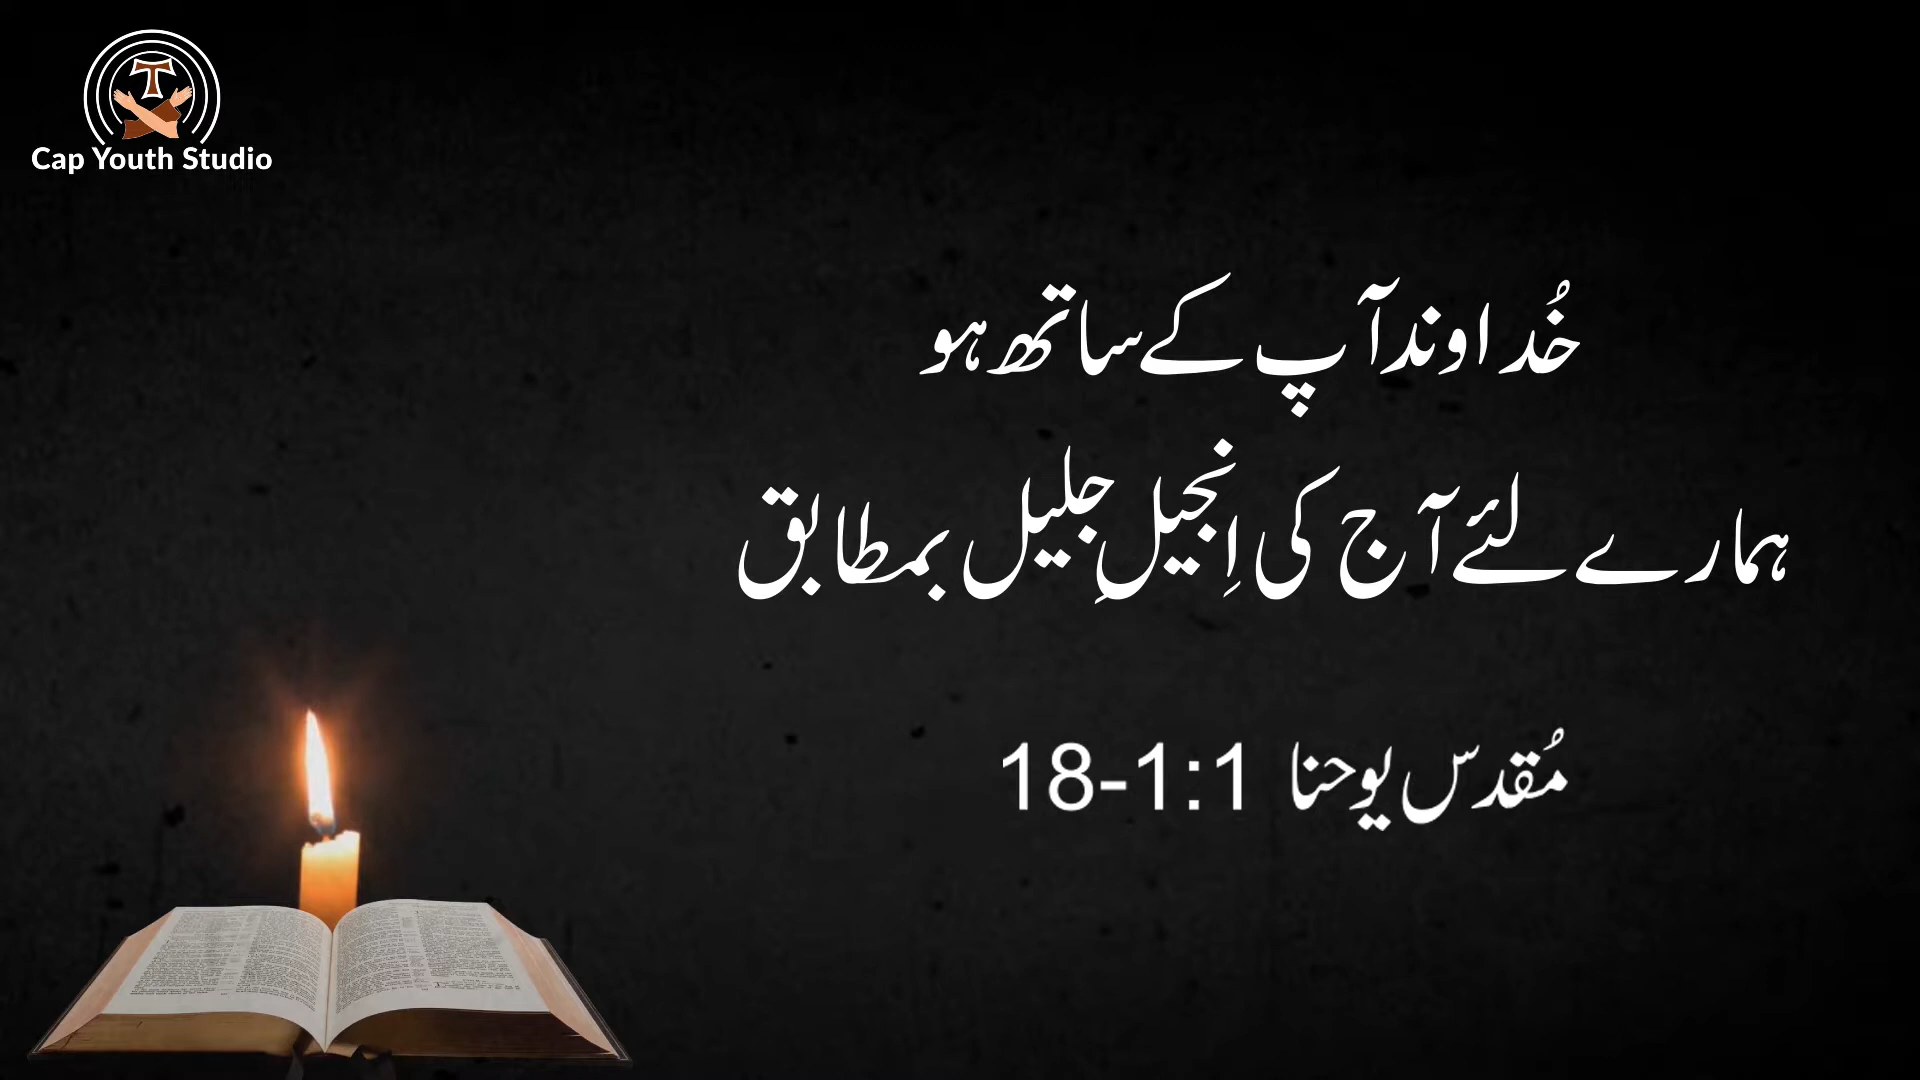 Cap Youth Studio
خُداوند آپ کے ساتھ ہو
ہمارے لئے آج کی اِنجیلِ جلیل بمطابق
مُقدس یوحنا 1:1-18